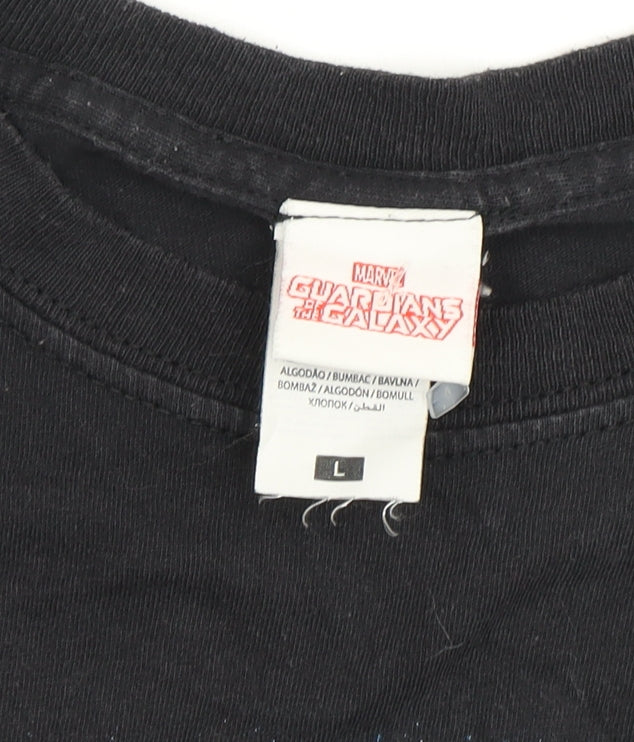 MARVEL
GUARDIANS
OF THE GALAXY
ALGODÃO / BUMBAC / BAVLNA /
BOMBAŽ / ALGODÓN / BOMULL
ХЛОПОК / القطن
L